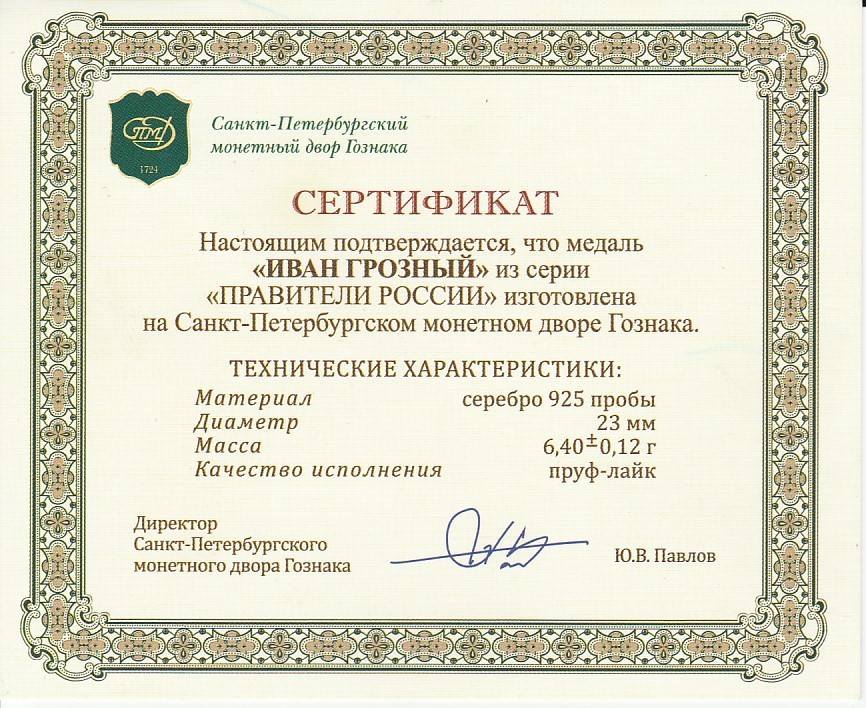 СПМД
1724
Санкт-Петербургский
монетный двор Гознака
СЕРТИФИКАТ
Настоящим подтверждается, что медаль
«ИВАН ГРОЗНЫЙ» из серии
«ПРАВИТЕЛИ РОССИИ» изготовлена
на Санкт-Петербургском монетном дворе Гознака.
ТЕХНИЧЕСКИЕ ХАРАКТЕРИСТИКИ:
Материал серебро 925 пробы
Диаметр 23 мм
Масса 6,40±0,12 г
Качество исполнения пруф-лайк
Директор
Санкт-Петербургского
монетного двора Гознака
Ю.В. Павлов